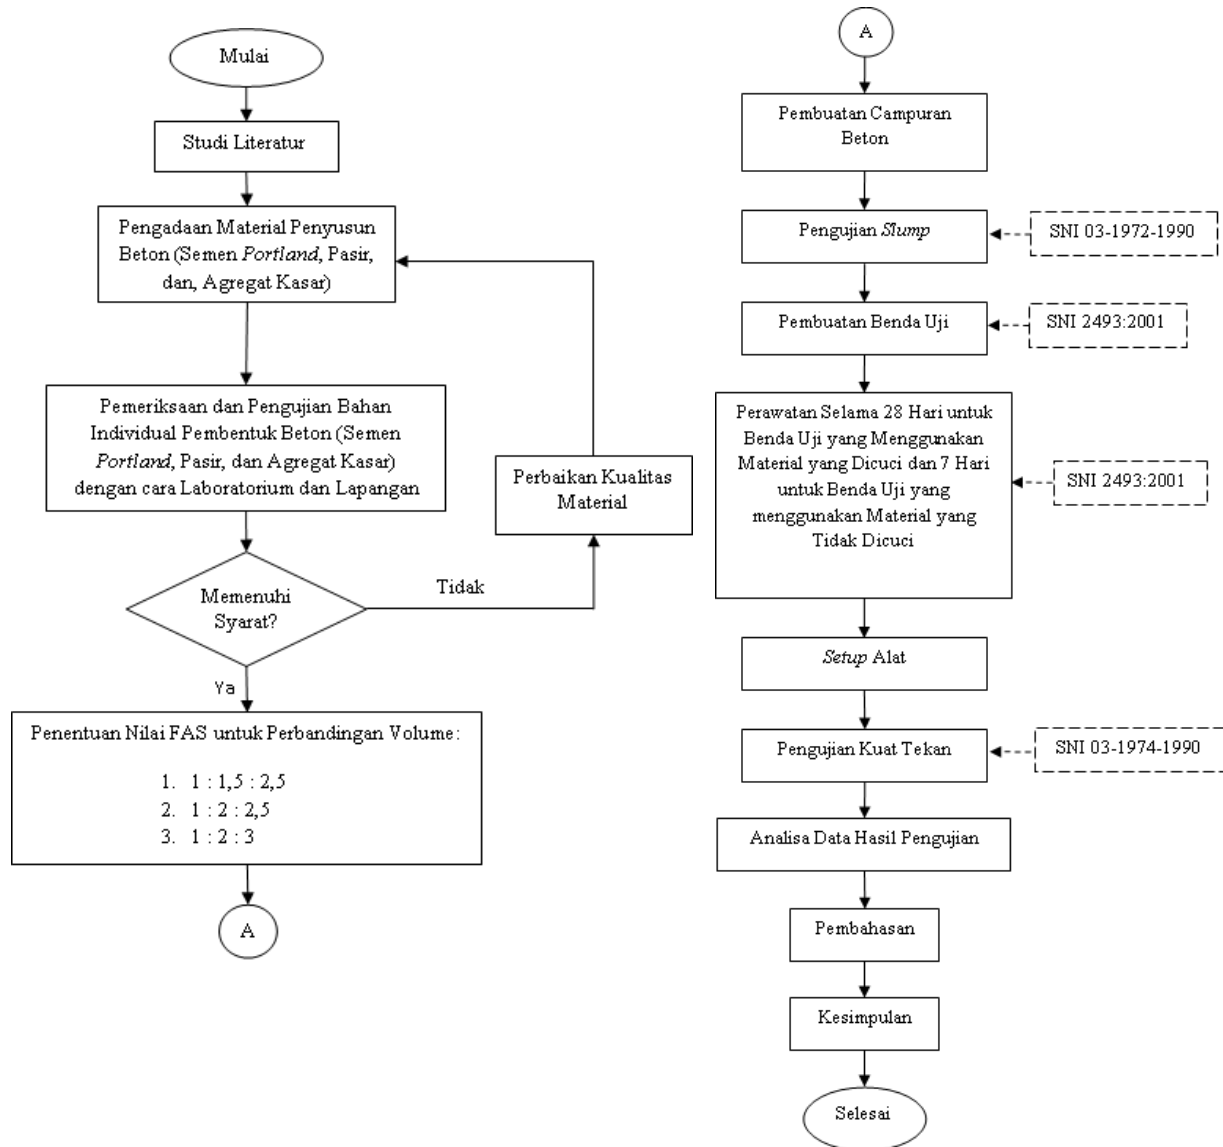 Mulai
Studi Literatur
Pengadaan Material Penyusun
Beton (Semen Portland, Pasir,
dan, Agregat Kasar)
Pemeriksaan dan Pengujian Bahan
Individual Pembentuk Beton (Semen
Portland, Pasir, dan Agregat Kasar)
dengan cara Laboratorium dan Lapangan
Perbaikan Kualitas
Material
Memenuhi
Syarat?
Tidak
Ya
Penentuan Nilai FAS untuk Perbandingan Volume:
1. 1 : 1,5 : 2,5
2. 1 : 2 : 2,5
3. 1 : 2 : 3
A
A
Pembuatan Campuran
Beton
Pengujian Slump
SNI 03-1972-1990
Pembuatan Benda Uji
SNI 2493:2001
Perawatan Selama 28 Hari untuk
Benda Uji yang Menggunakan
Material yang Dicuci dan 7 Hari
untuk Benda Uji yang
menggunakan Material yang
Tidak Dicuci
SNI 2493:2001
Setup Alat
Pengujian Kuat Tekan
SNI 03-1974-1990
Analisa Data Hasil Pengujian
Pembahasan
Kesimpulan
Selesai